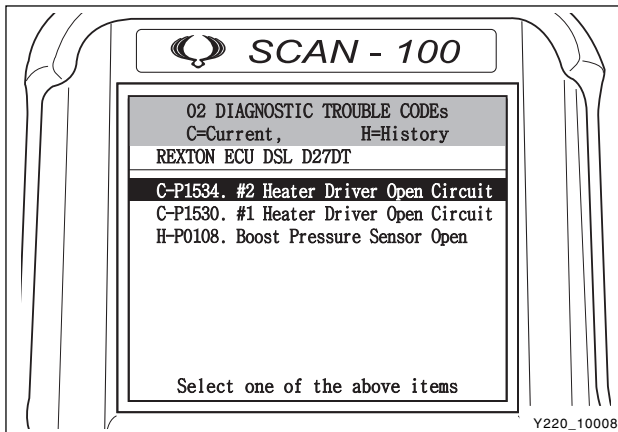 SCAN - 100
02 DIAGNOSTIC TROUBLE CODEs
C=Current, H=History
REXTON ECU DSL D27DT
C-P1534. #2 Heater Driver Open Circuit
C-P1530. #1 Heater Driver Open Circuit
H-P0108. Boost Pressure Sensor Open
Select one of the above items
Y220_10008